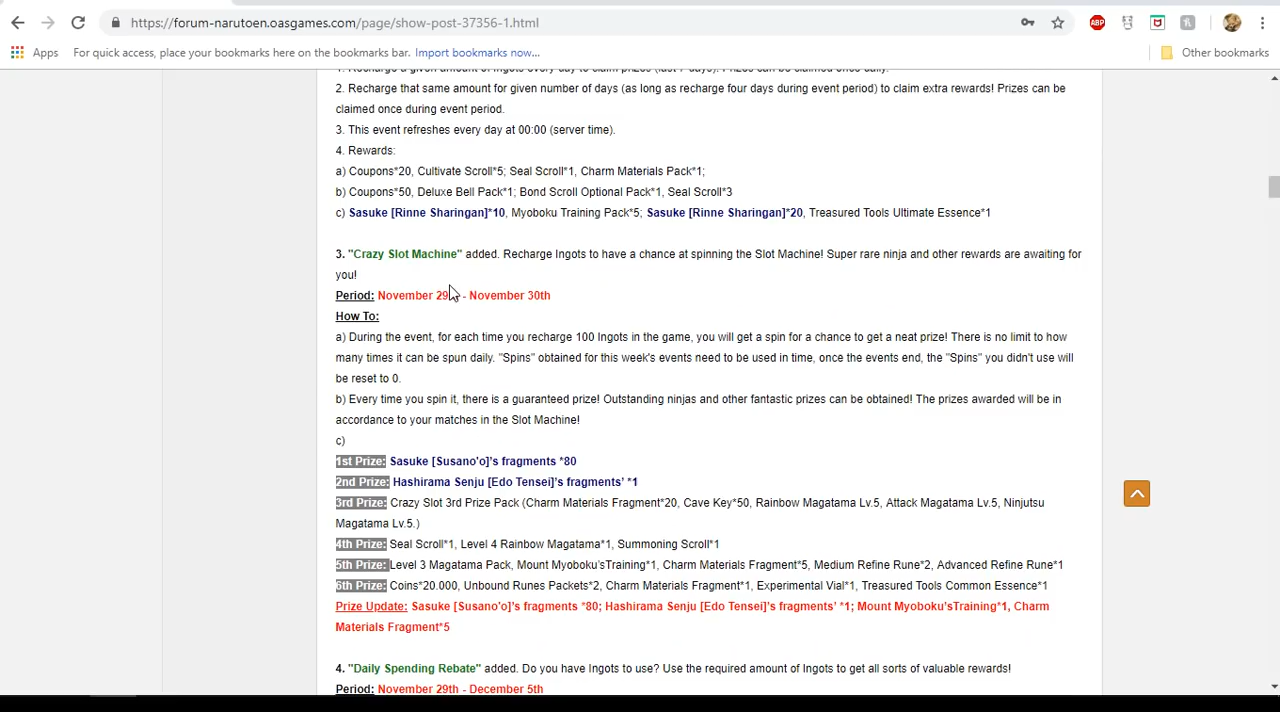 https://forum-narutoen.oasgames.com/page/show-post-37356-1.html
ABP
Apps For quick access, place your bookmarks here on the bookmarks bar. Import bookmarks now... Other bookmarks
1. Recharge a given amount of Ingots every day to claim prizes (last 7 days). Prizes can be claimed once daily.
2. Recharge that same amount for given number of days (as long as recharge four days during event period) to claim extra rewards! Prizes can be
claimed once during event period.
3. This event refreshes every day at 00:00 (server time).
4. Rewards:
a) Coupons*20, Cultivate Scroll*5; Seal Scroll*1, Charm Materials Pack*1;
b) Coupons*50, Deluxe Bell Pack*1; Bond Scroll Optional Pack*1, Seal Scroll*3
c) Sasuke [Rinne Sharingan]*10, Myoboku Training Pack*5; Sasuke [Rinne Sharingan]*20, Treasured Tools Ultimate Essence*1
3. "Crazy Slot Machine" added. Recharge Ingots to have a chance at spinning the Slot Machine! Super rare ninja and other rewards are awaiting for
you!
Period: November 29 - November 30th
How To:
a) During the event, for each time you recharge 100 Ingots in the game, you will get a spin for a chance to get a neat prize! There is no limit to how
many times it can be spun daily. "Spins" obtained for this week's events need to be used in time, once the events end, the "Spins" you didn't use will
be reset to 0.
b) Every time you spin it, there is a guaranteed prize! Outstanding ninjas and other fantastic prizes can be obtained! The prizes awarded will be in
accordance to your matches in the Slot Machine!
c)
1st Prize: Sasuke [Susano'o]'s fragments *80
2nd Prize: Hashirama Senju [Edo Tensei]'s fragments' *1
3rd Prize: Crazy Slot 3rd Prize Pack (Charm Materials Fragment*20, Cave Key*50, Rainbow Magatama Lv.5, Attack Magatama Lv.5, Ninjutsu
Magatama Lv.5.)
4th Prize: Seal Scroll*1, Level 4 Rainbow Magatama*1, Summoning Scroll*1
5th Prize: Level 3 Magatama Pack, Mount Myoboku'sTraining*1, Charm Materials Fragment*5, Medium Refine Rune*2, Advanced Refine Rune*1
6th Prize: Coins*20.000, Unbound Runes Packets*2, Charm Materials Fragment*1, Experimental Vial*1, Treasured Tools Common Essence*1
Prize Update: Sasuke [Susano'o]'s fragments *80; Hashirama Senju [Edo Tensei]'s fragments' *1; Mount Myoboku'sTraining*1, Charm
Materials Fragment*5
4. "Daily Spending Rebate" added. Do you have Ingots to use? Use the required amount of Ingots to get all sorts of valuable rewards!
Period: November 29th - December 5th